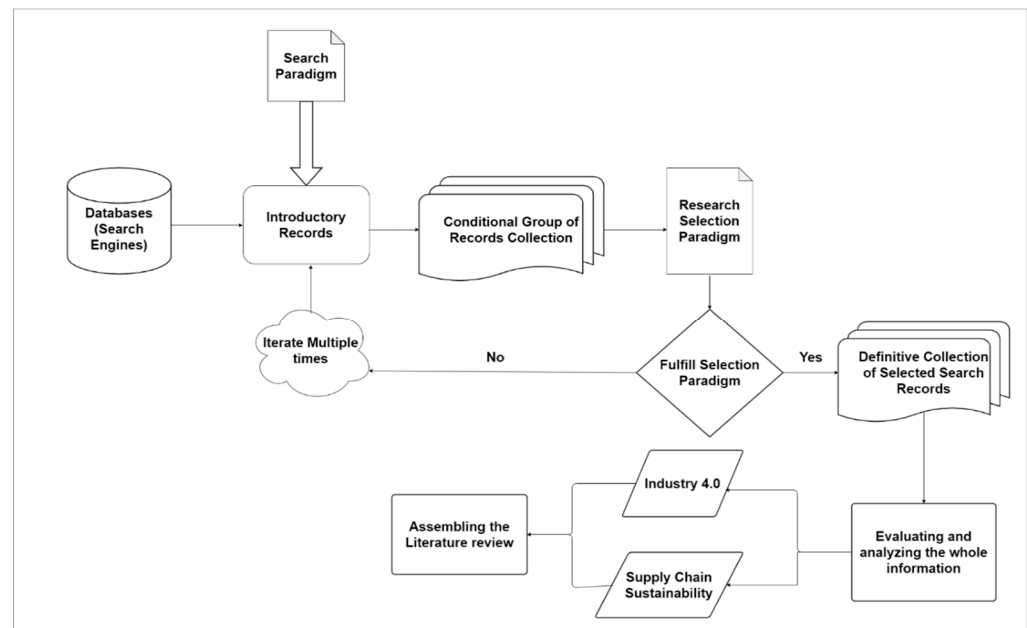 Search
Paradigm
Databases
(Search
Engines)
Introductory
Records
Conditional Group of
Records Collection
Research
Selection
Paradigm
Iterate Multiple
times
No
Fulfill Selection
Paradigm
Yes
Definitive Collection
of Selected Search
Records
Industry 4.0
Assembling the
Literature review
Supply Chain
Sustainability
Evaluating and
analyzing the whole
information